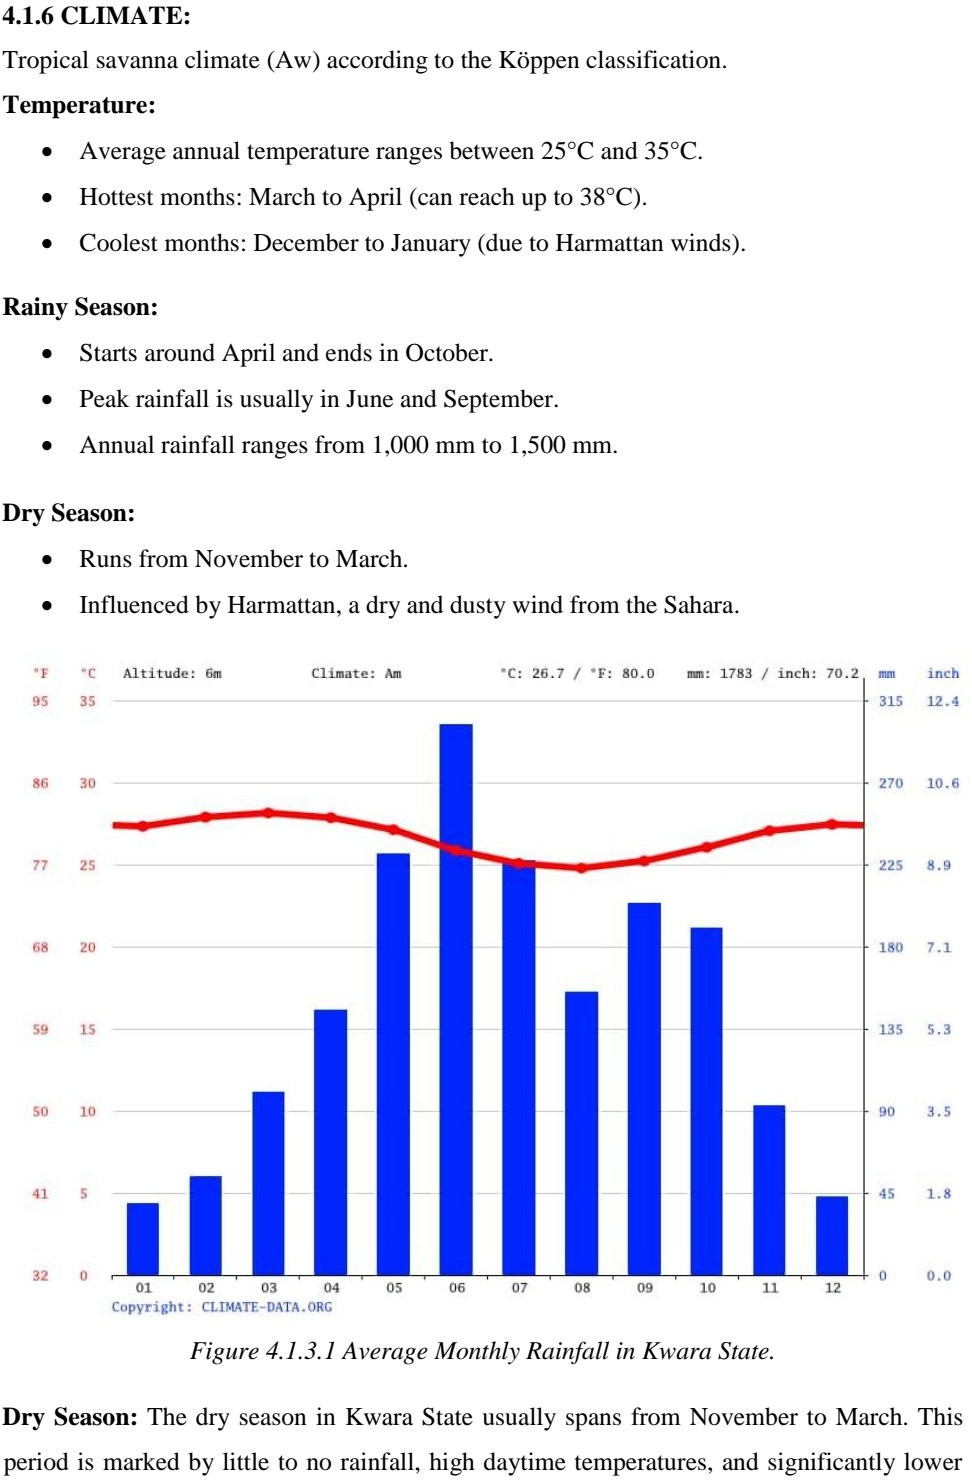 4.1.6 CLIMATE:
Tropical savanna climate (Aw) according to the Köppen classification.
Temperature:
• Average annual temperature ranges between 25°C and 35°C.
• Hottest months: March to April (can reach up to 38°C).
• Coolest months: December to January (due to Harmattan winds).
Rainy Season:
• Starts around April and ends in October.
• Peak rainfall is usually in June and September.
• Annual rainfall ranges from 1,000 mm to 1,500 mm.
Dry Season:
• Runs from November to March.
• Influenced by Harmattan, a dry and dusty wind from the Sahara.
°F °C Altitude: 6m Climate: Am °C: 26.7 / °F: 80.0 mm: 1783 / inch: 70.2 mm inch
95 35 315 12.4
86 30 270 10.6
77 25 225 8.9
68 20 180 7.1
59 15 135 5.3
50 10 90 3.5
41 5 45 1.8
32 0 0 0.0
01 02 03 04 05 06 07 08 09 10 11 12
Copyright: CLIMATE-DATA.ORG
Figure 4.1.3.1 Average Monthly Rainfall in Kwara State.
Dry Season: The dry season in Kwara State usually spans from November to March. This
period is marked by little to no rainfall, high daytime temperatures, and significantly lower